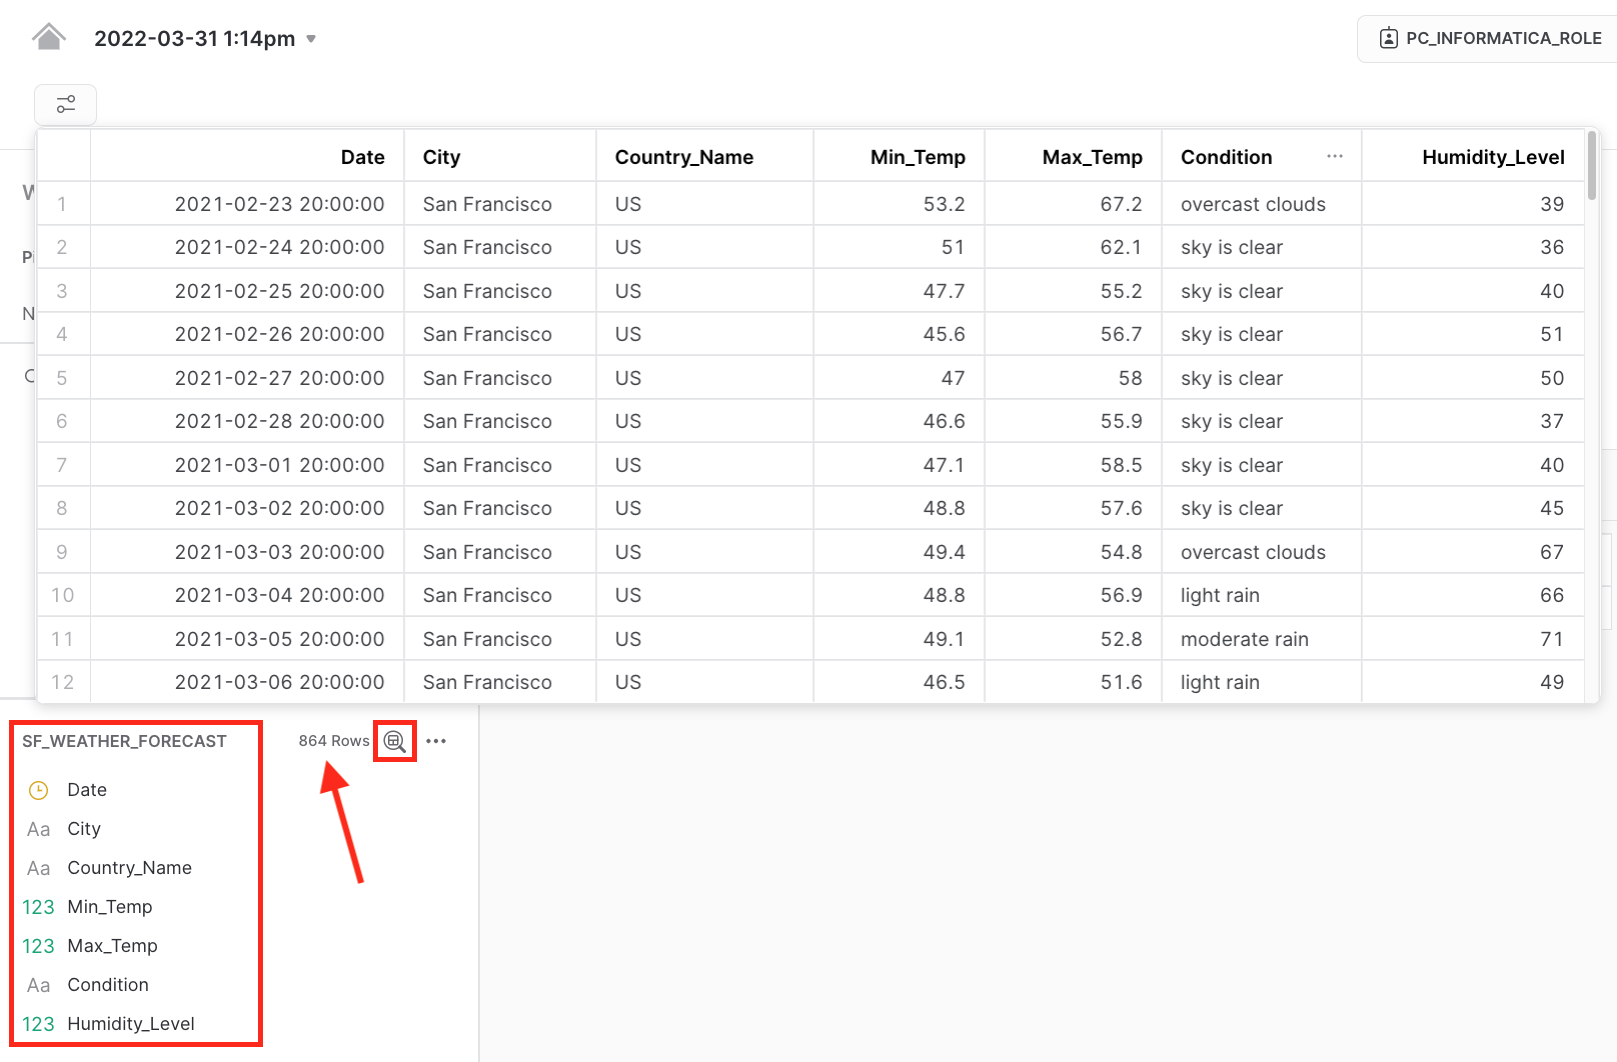 2022-03-31 1:14pm
PC_INFORMATICA_ROLE
Date City Country_Name Min_Temp Max_Temp Condition ... Humidity_Level
1 2021-02-23 20:00:00 San Francisco US 53.2 67.2 overcast clouds 39
2 2021-02-24 20:00:00 San Francisco US 51 62.1 sky is clear 36
3 2021-02-25 20:00:00 San Francisco US 47.7 55.2 sky is clear 40
4 2021-02-26 20:00:00 San Francisco US 45.6 56.7 sky is clear 51
5 2021-02-27 20:00:00 San Francisco US 47 58 sky is clear 50
6 2021-02-28 20:00:00 San Francisco US 46.6 55.9 sky is clear 37
7 2021-03-01 20:00:00 San Francisco US 47.1 58.5 sky is clear 40
8 2021-03-02 20:00:00 San Francisco US 48.8 57.6 sky is clear 45
9 2021-03-03 20:00:00 San Francisco US 49.4 54.8 overcast clouds 67
10 2021-03-04 20:00:00 San Francisco US 48.8 56.9 light rain 66
11 2021-03-05 20:00:00 San Francisco US 49.1 52.8 moderate rain 71
12 2021-03-06 20:00:00 San Francisco US 46.5 51.6 light rain 49
SF_WEATHER_FORECAST 864 Rows
Date
Aa City
Aa Country_Name
123 Min_Temp
123 Max_Temp
Aa Condition
123 Humidity_Level